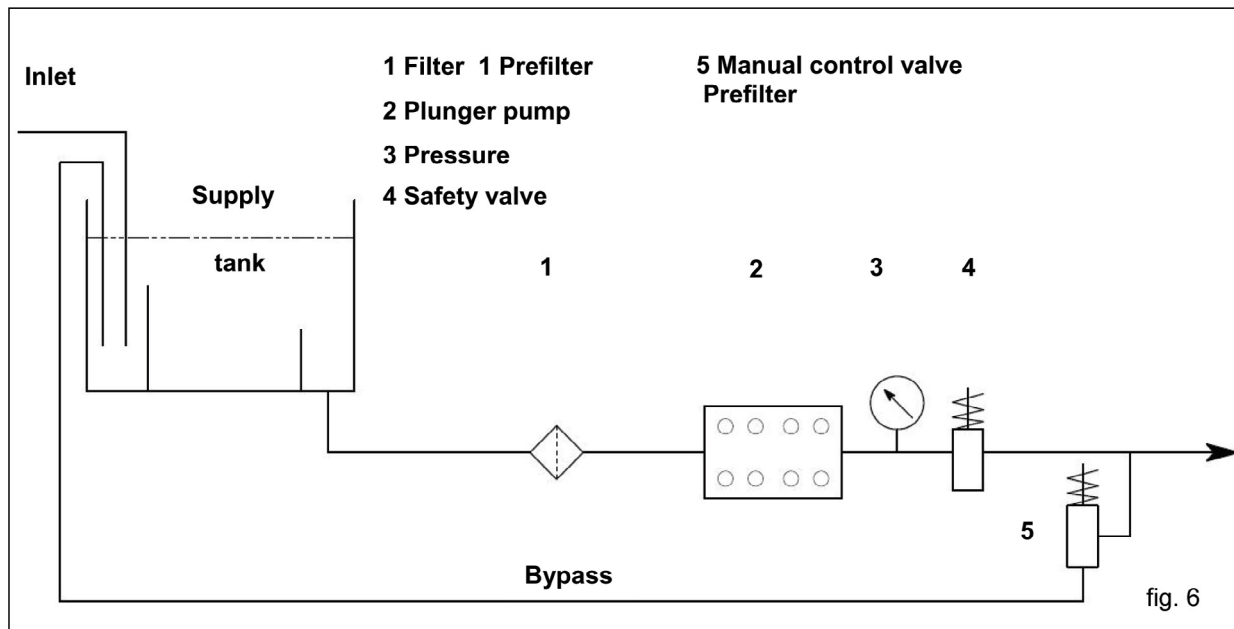 Inlet
1 Filter 1 Prefilter
2 Plunger pump
3 Pressure
4 Safety valve
5 Manual control valve
Prefilter
Supply
tank
1
2
3
4
5
Bypass
fig. 6